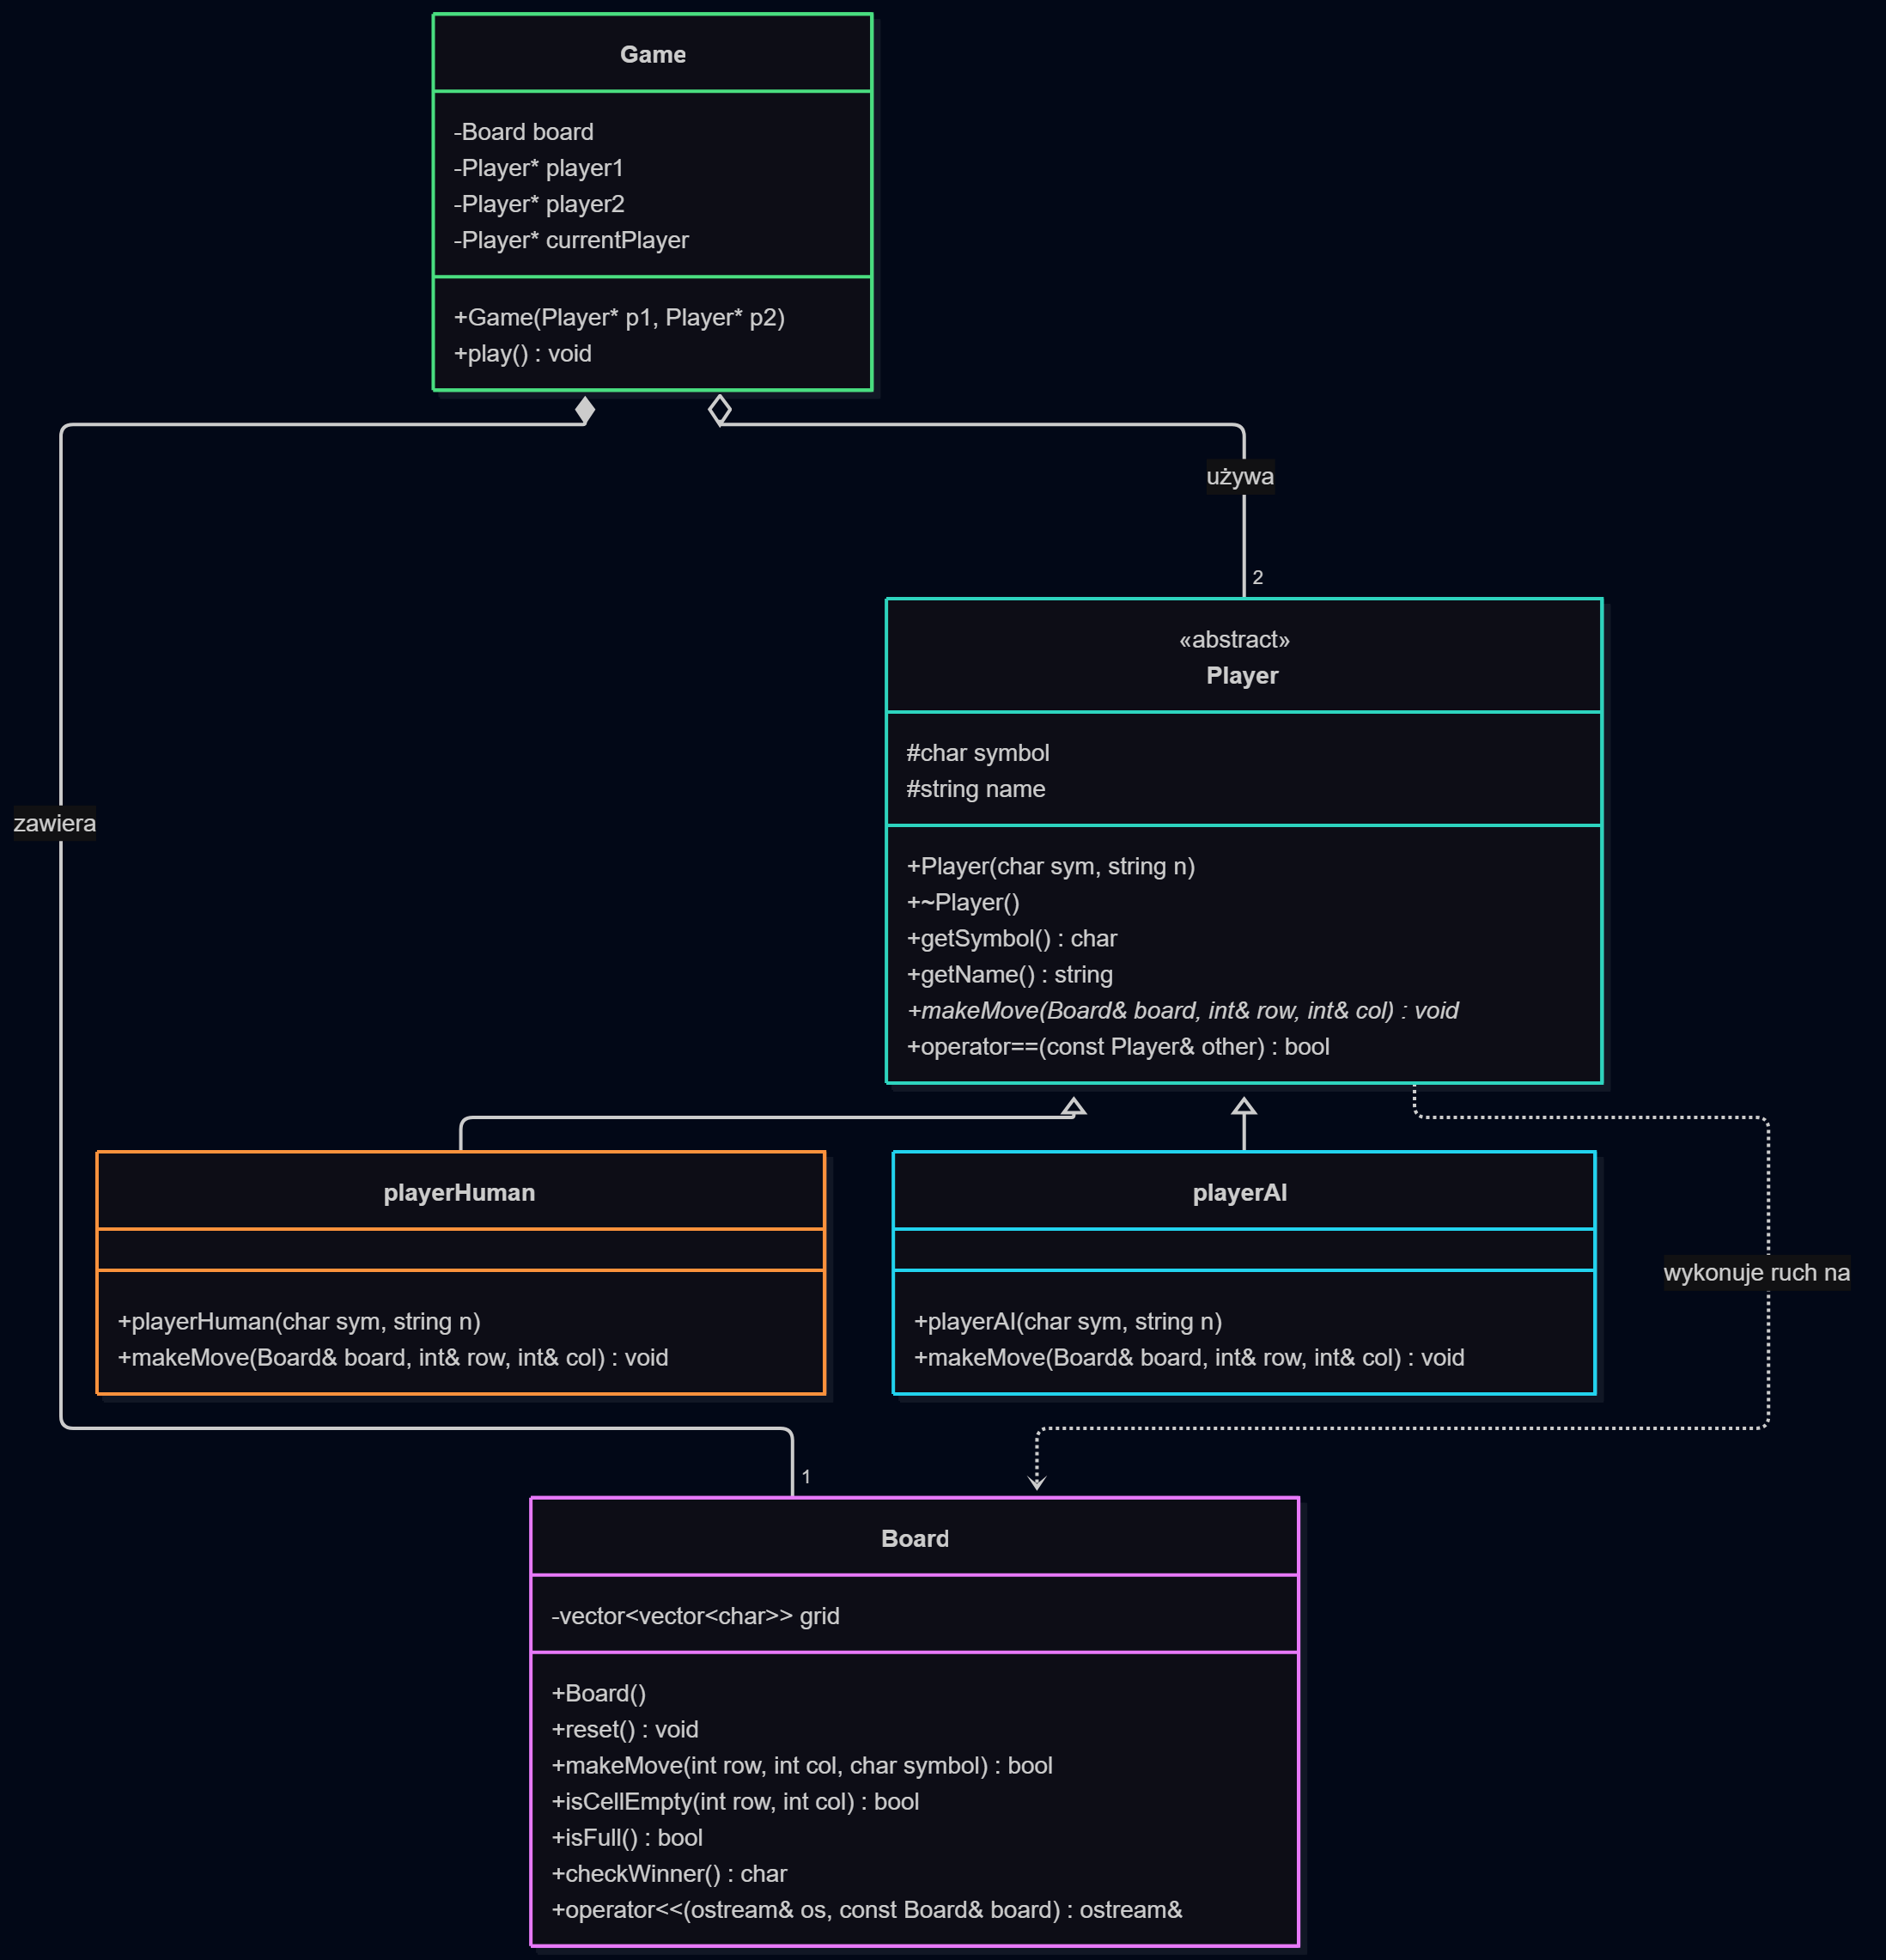 Game
-Board board
-Player* player1
-Player* player2
-Player* currentPlayer
+Game(Player* p1, Player* p2)
+play() : void
używa
2
«abstract»
Player
#char symbol
#string name
zawiera
+Player(char sym, string n)
+~Player()
+getSymbol() : char
+getName() : string
+makeMove(Board& board, int& row, int& col) : void
+operator==(const Player& other) : bool
playerHuman
+playerHuman(char sym, string n)
+makeMove(Board& board, int& row, int& col) : void
playerAI
+playerAI(char sym, string n)
+makeMove(Board& board, int& row, int& col) : void
wykonuje ruch na
1
Board
-vector<vector<char>> grid
+Board()
+reset() : void
+makeMove(int row, int col, char symbol) : bool
+isCellEmpty(int row, int col) : bool
+isFull() : bool
+checkWinner() : char
+operator<<(ostream& os, const Board& board) : ostream&